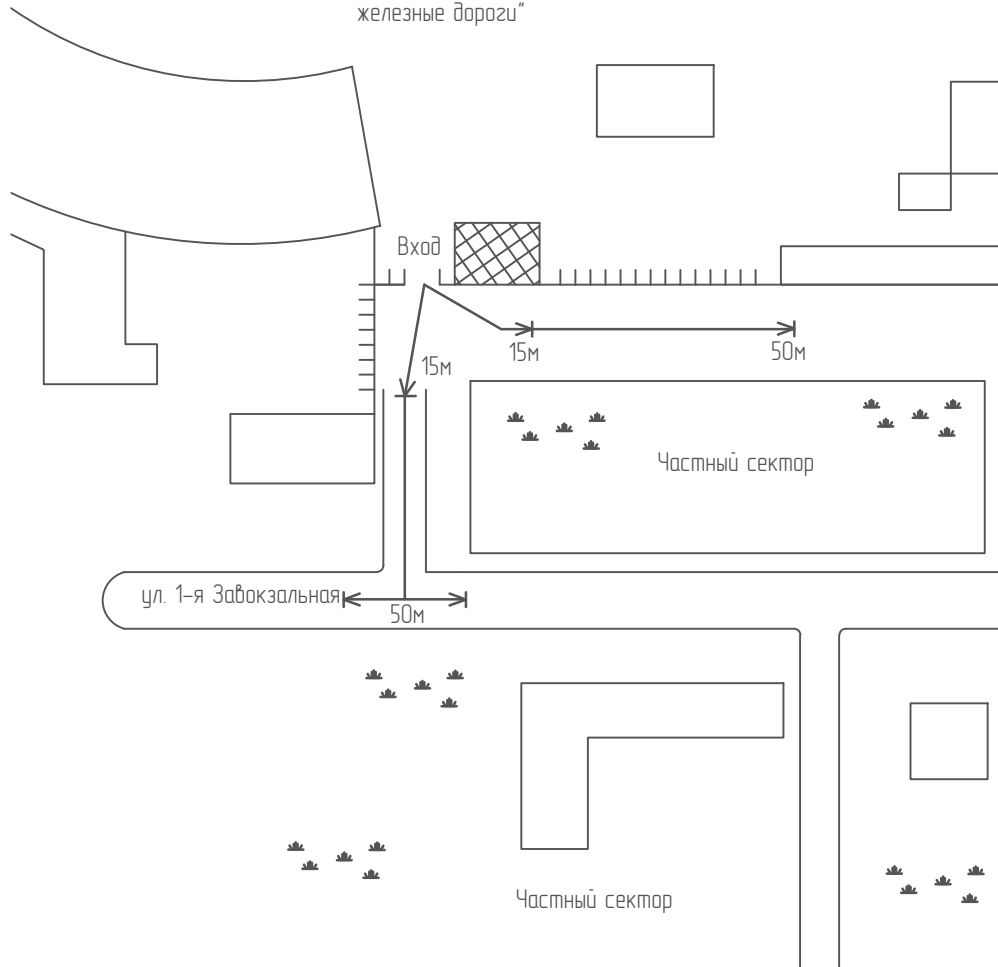 железные дороги"
Вход
15м
50м
15м
Частный сектор
ул. 1-я Завокзальная
50м
Частный сектор